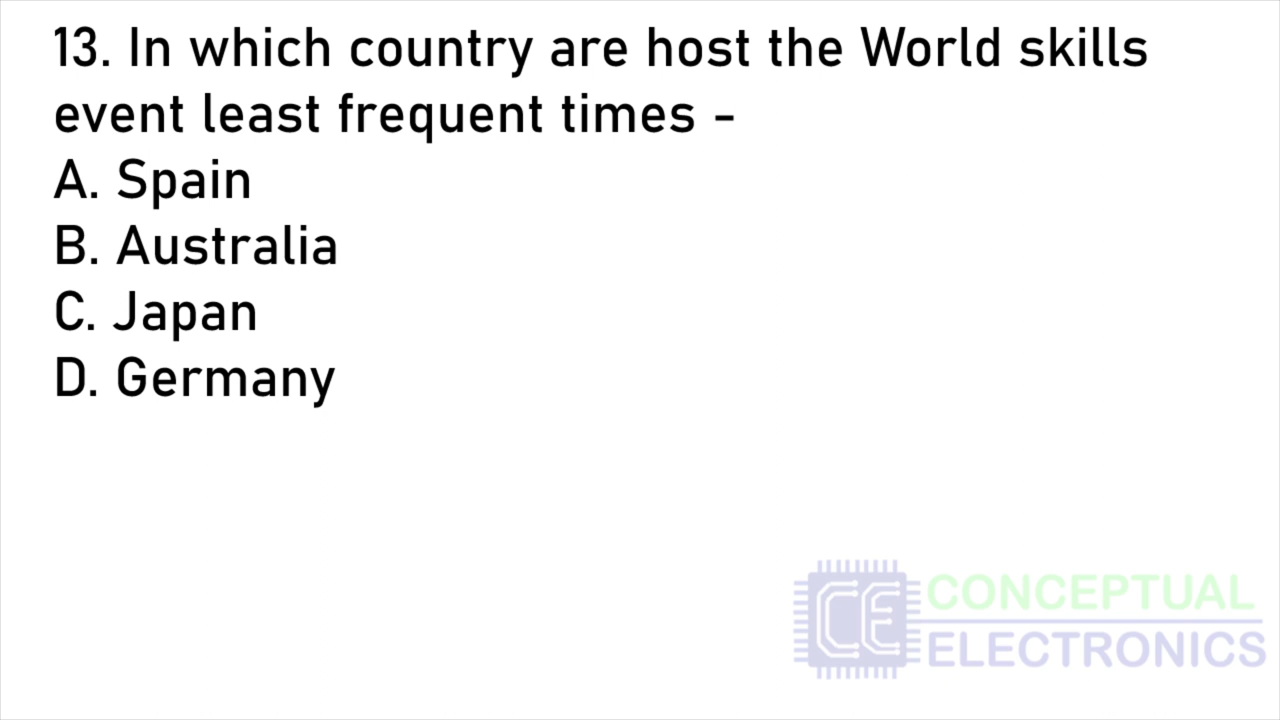 13. In which country are host the World skills
event least frequent times -
A. Spain
B. Australia
C. Japan
D. Germany
CE CONCEPTUAL
ELECTRONICS